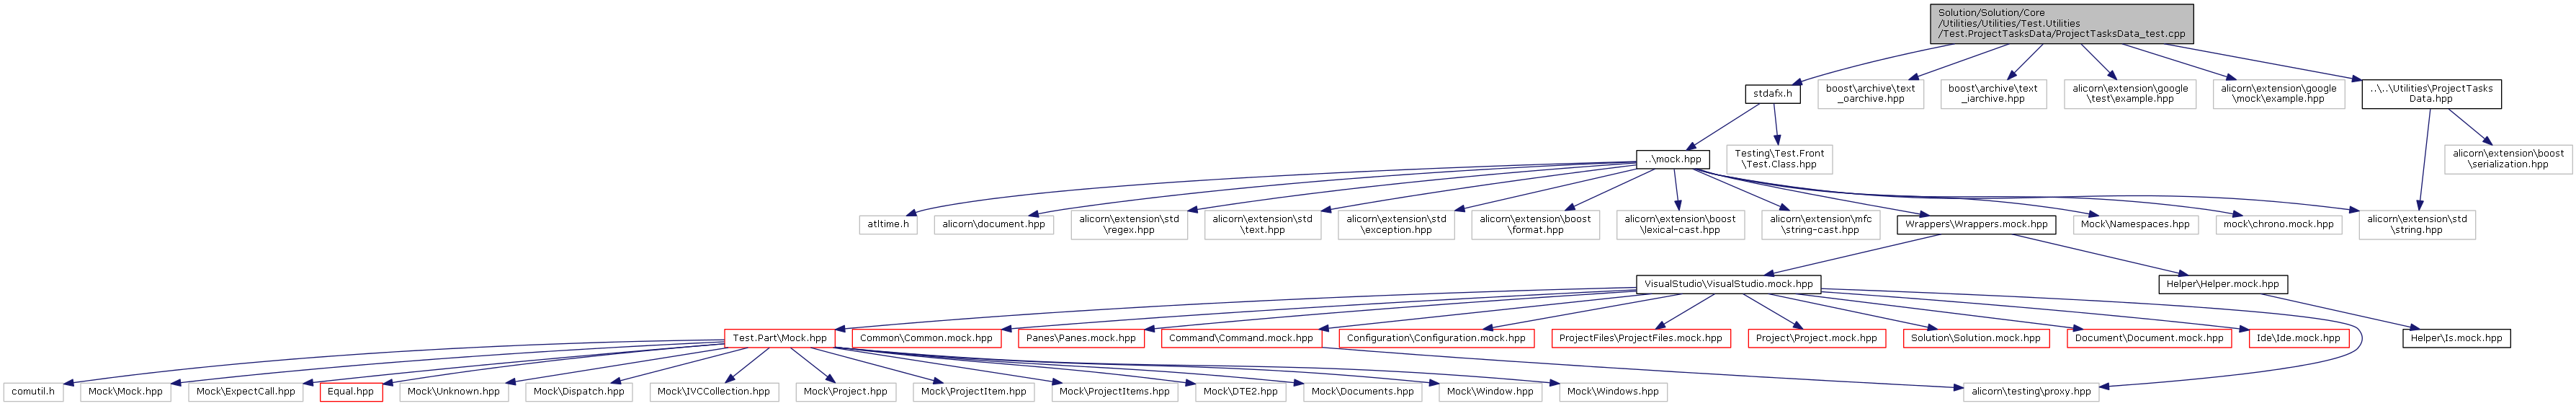 Solution/Solution/Core
/Utilities/Utilities/Test.Utilities
/Test.ProjectTasksData/ProjectTasksData_test.cpp
stdafx.h
boost\archive\text
_oarchive.hpp
boost\archive\text
_iarchive.hpp
alicorn\extension\google
\test\example.hpp
alicorn\extension\google
\mock\example.hpp
..\..\Utilities\ProjectTasks
Data.hpp
..\mock.hpp
Testing\Test.Front
\Test.Class.hpp
alicorn\extension\boost
\serialization.hpp
atltime.h
alicorn\document.hpp
alicorn\extension\std
\regex.hpp
alicorn\extension\std
\text.hpp
alicorn\extension\std
\exception.hpp
alicorn\extension\boost
\format.hpp
alicorn\extension\boost
\lexical-cast.hpp
alicorn\extension\mfc
\string-cast.hpp
Wrappers\Wrappers.mock.hpp
Mock\Namespaces.hpp
mock\chrono.mock.hpp
alicorn\extension\std
\string.hpp
VisualStudio\VisualStudio.mock.hpp
Helper\Helper.mock.hpp
Test.Part\Mock.hpp
Common\Common.mock.hpp
Panes\Panes.mock.hpp
Command\Command.mock.hpp
Configuration\Configuration.mock.hpp
ProjectFiles\ProjectFiles.mock.hpp
Project\Project.mock.hpp
Solution\Solution.mock.hpp
Document\Document.mock.hpp
Ide\Ide.mock.hpp
Helper\Is.mock.hpp
comutil.h
Mock\Mock.hpp
Mock\ExpectCall.hpp
Equal.hpp
Mock\Unknown.hpp
Mock\Dispatch.hpp
Mock\IVCCollection.hpp
Mock\Project.hpp
Mock\ProjectItem.hpp
Mock\ProjectItems.hpp
Mock\DTE2.hpp
Mock\Documents.hpp
Mock\Window.hpp
Mock\Windows.hpp
alicorn\testing\proxy.hpp